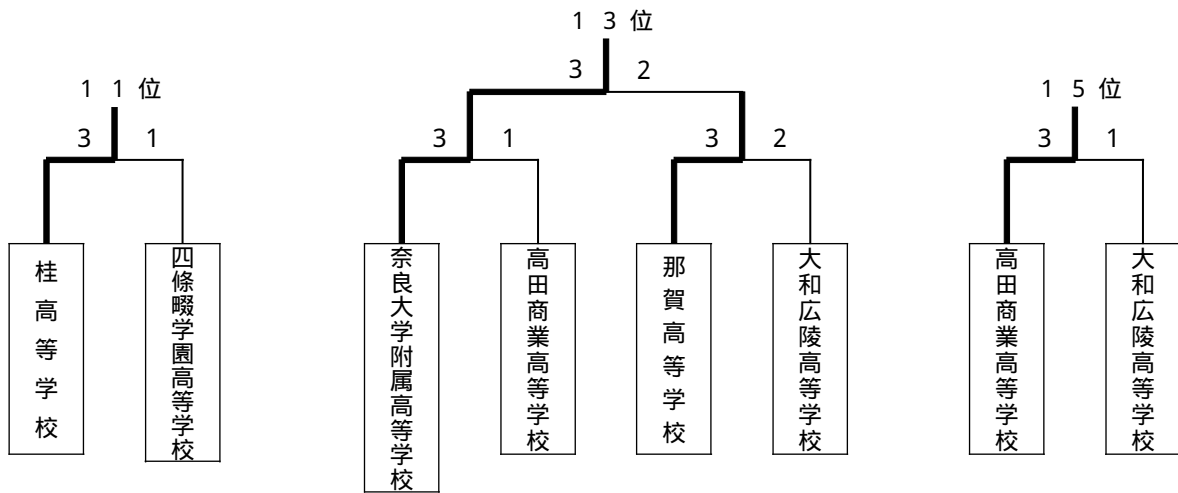 １３位
3 2
１１位
3 1
3 1
3 2
１５位
3 1
桂高等学校
四條畷学園高等学校
奈良大学附属高等学校
高田商業高等学校
那賀高等学校
大和広陵高等学校
高田商業高等学校
大和広陵高等学校